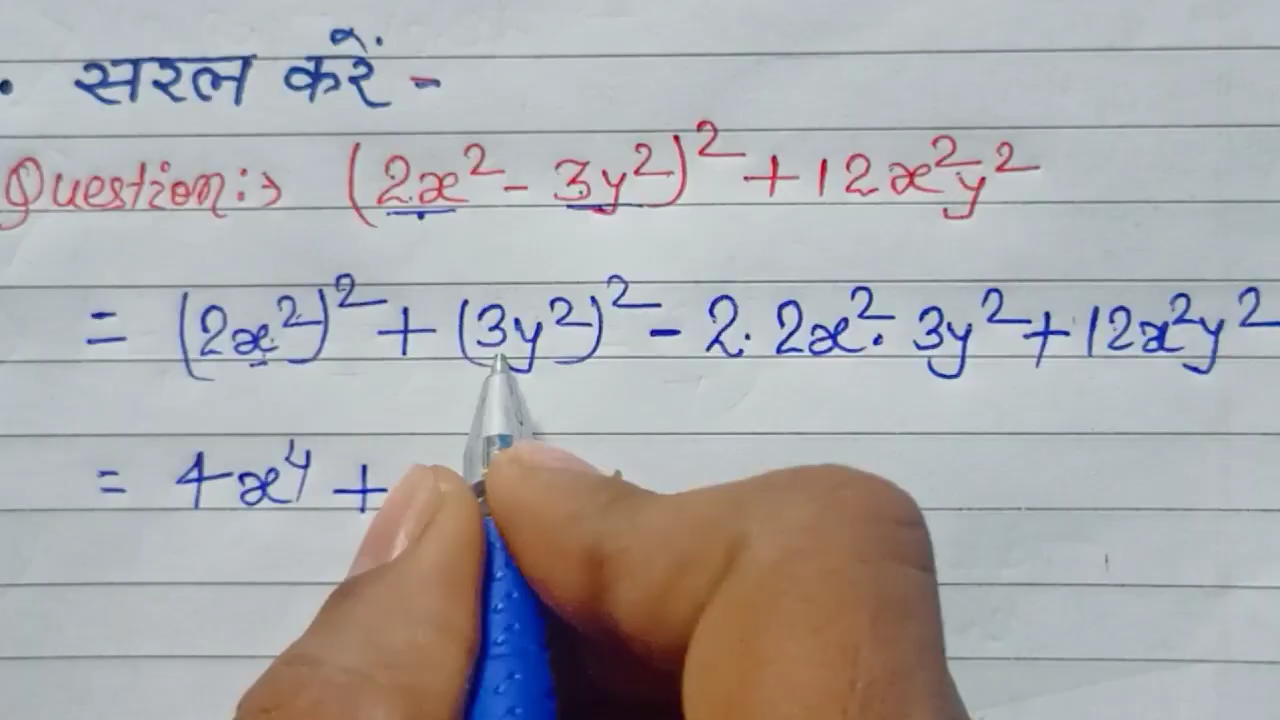 . सरल करें -
Question:→ (2x² - 3y²)² + 12x²y²
= (2x²)² + (3y²)² - 2. 2x². 3y² + 12x²y²
= 4x⁴ +